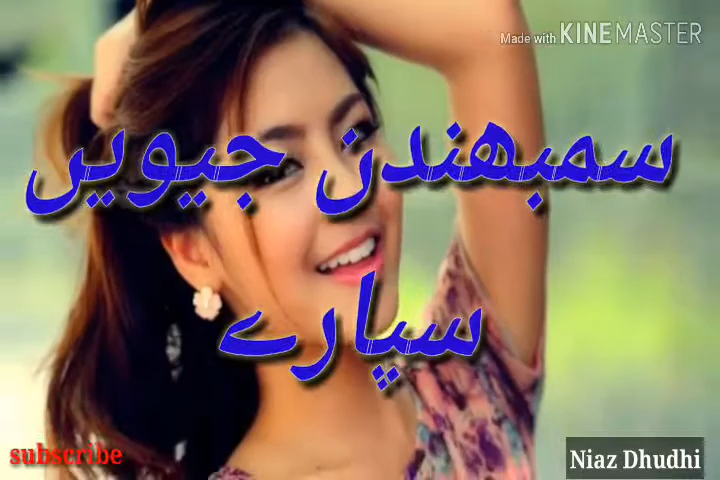 Made with KINEMASTER
سمبھندن جیویں
سپارے
subscribe
Niaz Dhudhi